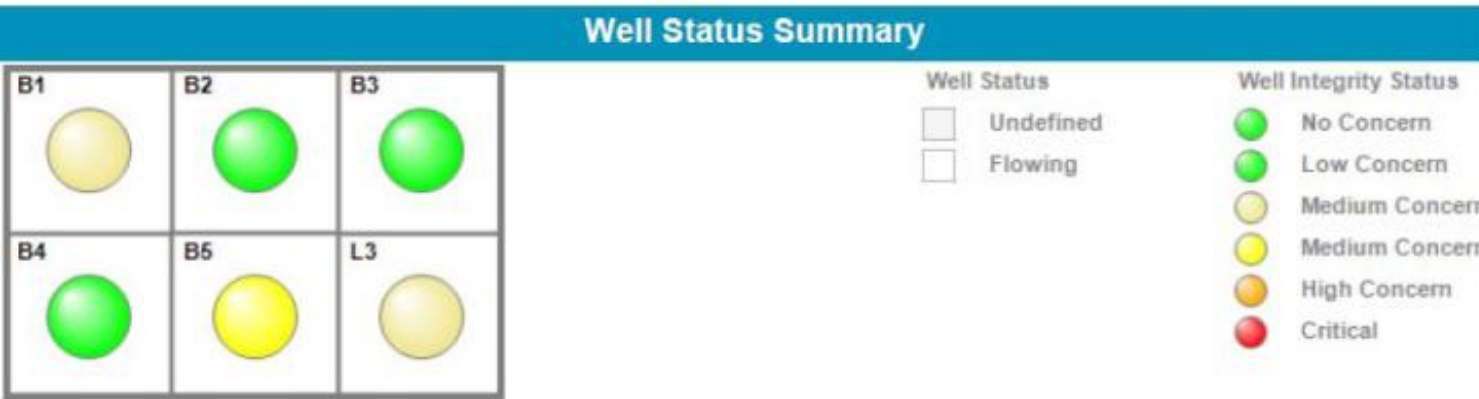 Well Status Summary
B1
B2
B3
B4
B5
L3
Well Status
Undefined
Flowing
Well Integrity Status
No Concern
Low Concern
Medium Concern
Medium Concern
High Concern
Critical